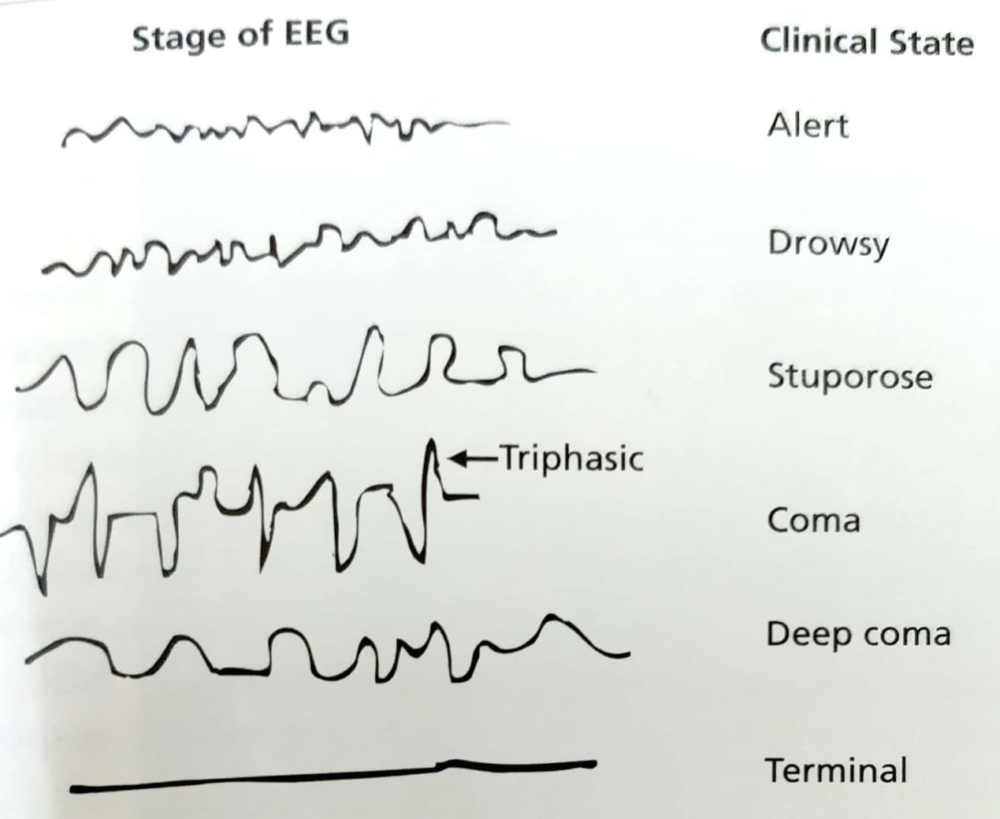 Stage of EEG
Clinical State
Alert
Drowsy
Stuporose
Triphasic
Coma
Deep coma
Terminal